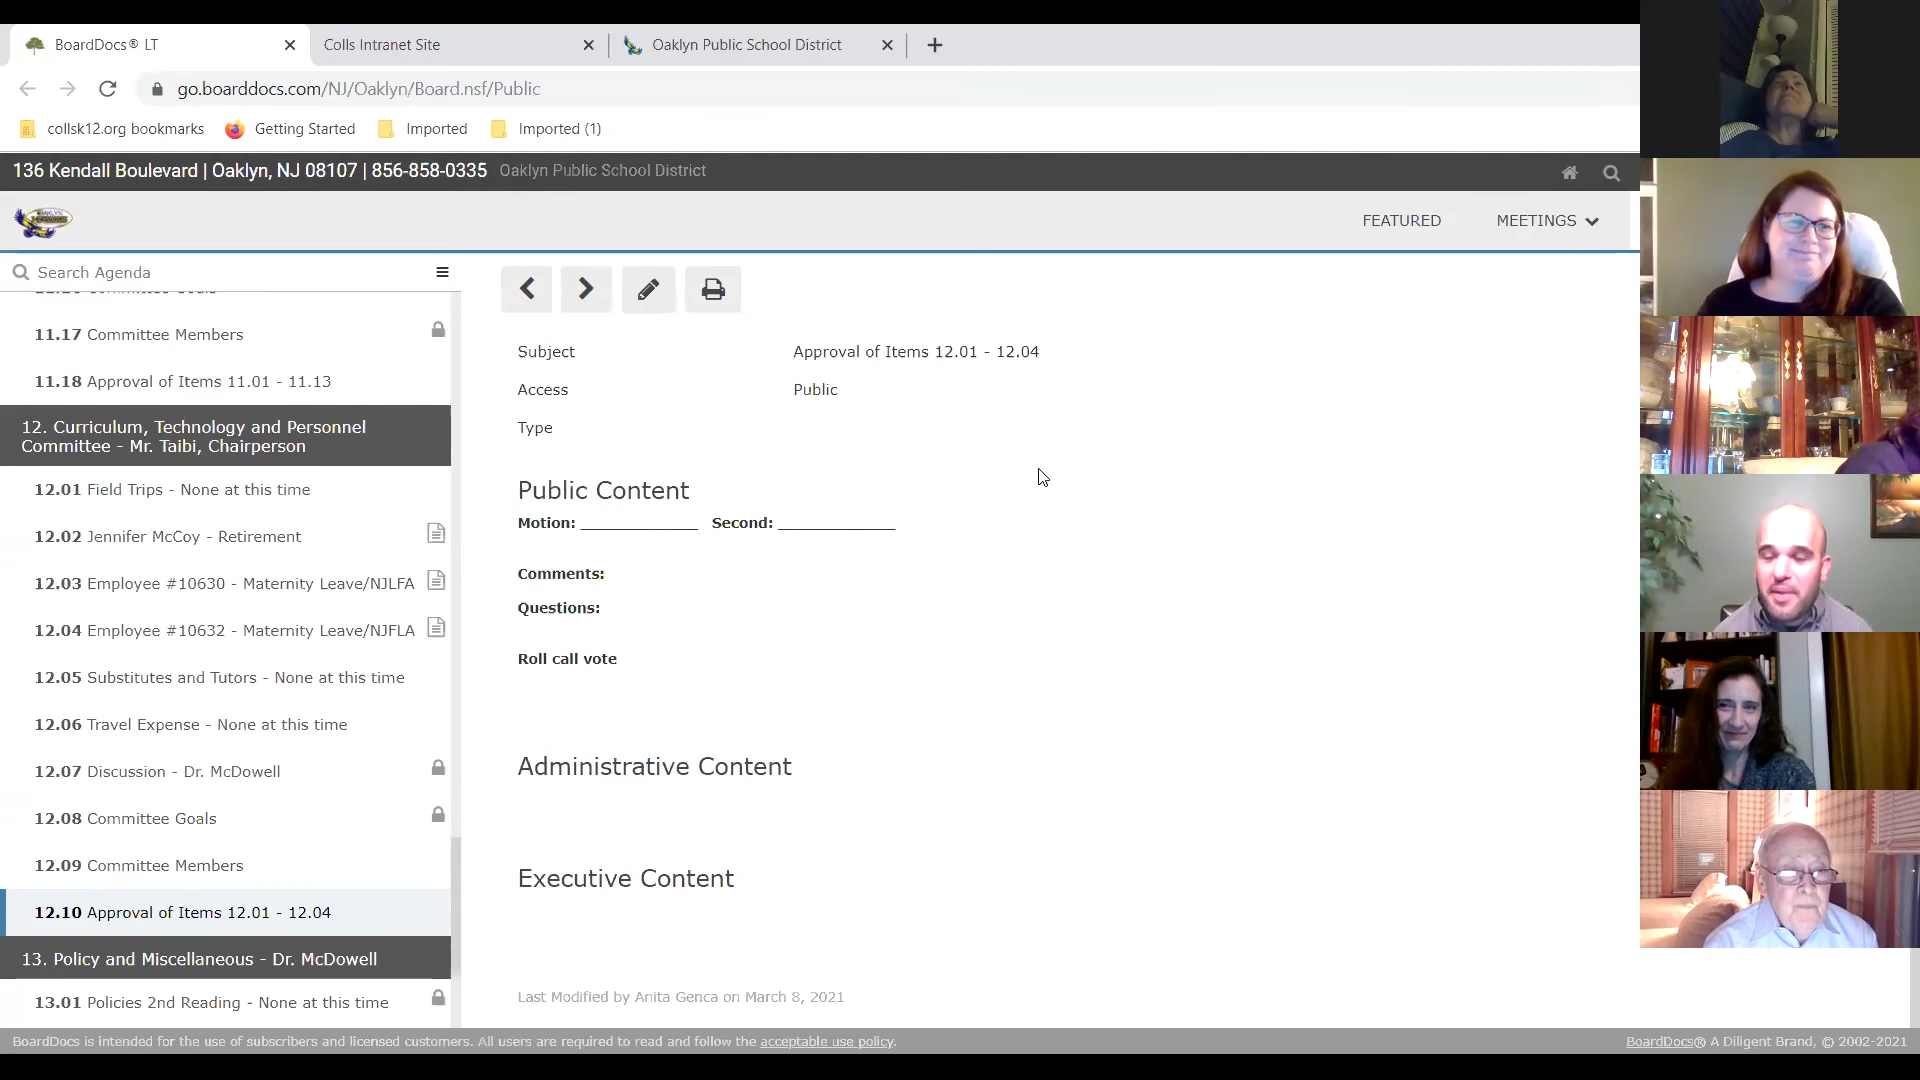 BoardDocs® LT
Colls Intranet Site
Oaklyn Public School District
go.boarddocs.com/NJ/Oaklyn/Board.nsf/Public
collsk12.org bookmarks
Getting Started
Imported
Imported (1)
136 Kendall Boulevard | Oaklyn, NJ 08107 | 856-858-0335 Oaklyn Public School District
FEATURED
MEETINGS
Search Agenda
11.17 Committee Members
11.18 Approval of Items 11.01 - 11.13
12. Curriculum, Technology and Personnel
Committee - Mr. Taibi, Chairperson
12.01 Field Trips - None at this time
12.02 Jennifer McCoy - Retirement
12.03 Employee #10630 - Maternity Leave/NJLFA
12.04 Employee #10632 - Maternity Leave/NJFLA
12.05 Substitutes and Tutors - None at this time
12.06 Travel Expense - None at this time
12.07 Discussion - Dr. McDowell
12.08 Committee Goals
12.09 Committee Members
12.10 Approval of Items 12.01 - 12.04
13. Policy and Miscellaneous - Dr. McDowell
13.01 Policies 2nd Reading - None at this time
Subject Approval of Items 12.01 - 12.04
Access Public
Type
Public Content
Motion: _____________ Second: _____________
Comments:
Questions:
Roll call vote
Administrative Content
Executive Content
Last Modified by Anita Genca on March 8, 2021
BoardDocs is intended for the use of subscribers and licensed customers. All users are required to read and follow the acceptable use policy.
BoardDocs® A Diligent Brand, © 2002-2021